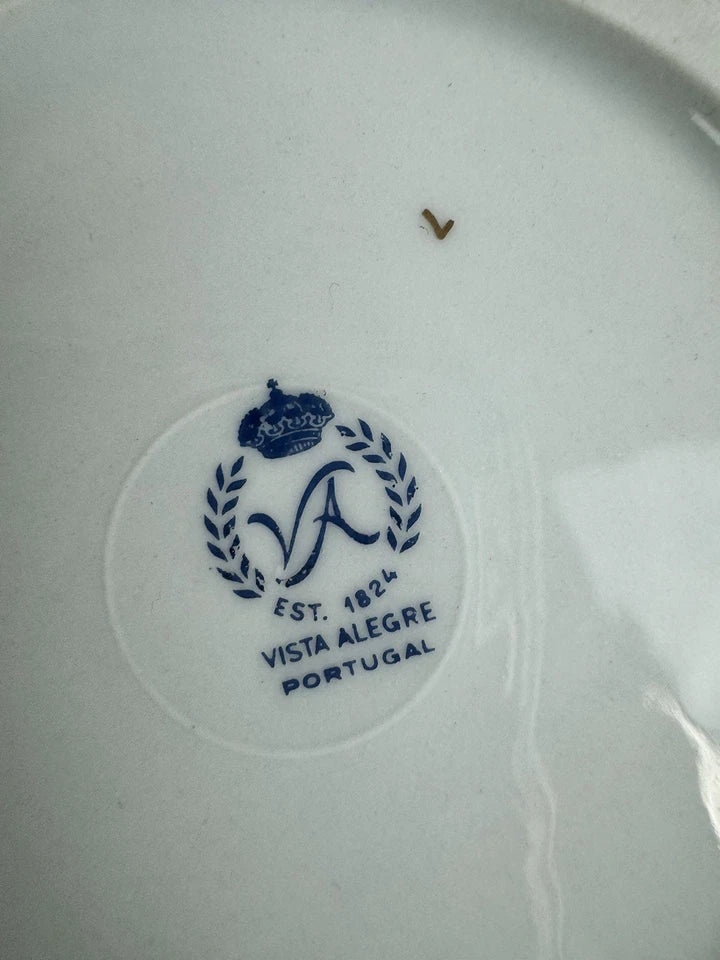 VA
EST. 1824
VISTA ALEGRE
PORTUGAL